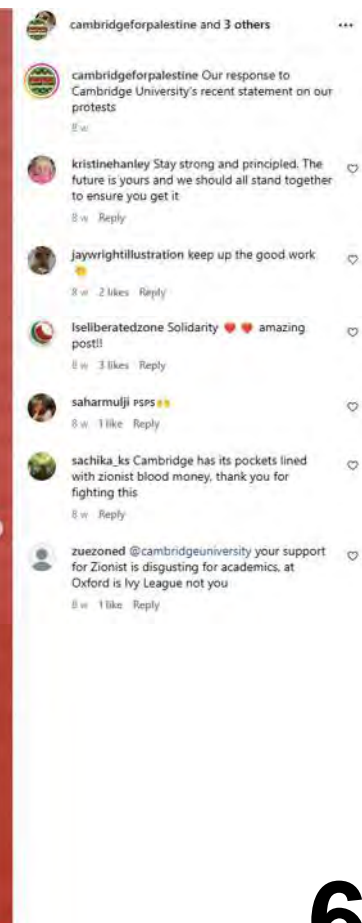 cambridgeforpalestine and 3 others
cambridgeforpalestine Our response to
Cambridge University's recent statement on our
protests
8 w
kristinehanley Stay strong and principled. The
future is yours and we should all stand together
to ensure you get it
8 w Reply
jaywrightillustration keep up the good work
👏
8 w 2 likes Reply
lseliberatedzone Solidarity ❤️ ❤️ amazing
post!!
8 w 3 likes Reply
saharmulji PSPS🙌
8 w 1 like Reply
sachika_ks Cambridge has its pockets lined
with zionist blood money, thank you for
fighting this
8 w Reply
zuezoned @cambridgeuniversity your support
for Zionist is disgusting for academics, at
Oxford is Ivy League not you
8 w 1 like Reply
6